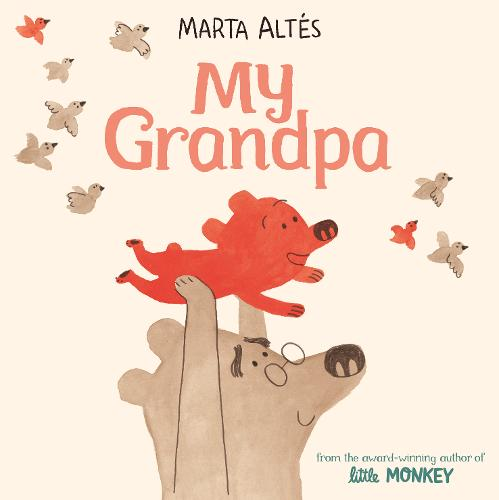 MARTA ALTÉS
My
Grandpa
from the award-winning author of
little MONKEY